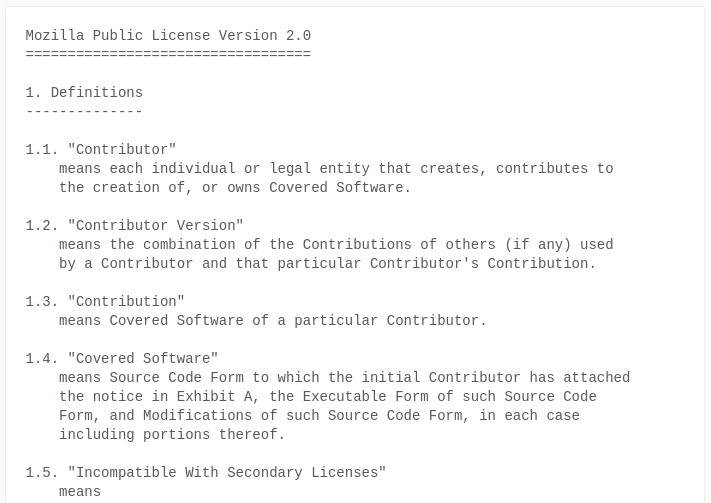 Mozilla Public License Version 2.0
==================================
1. Definitions
--------------
1.1. "Contributor"
means each individual or legal entity that creates, contributes to
the creation of, or owns Covered Software.
1.2. "Contributor Version"
means the combination of the Contributions of others (if any) used
by a Contributor and that particular Contributor's Contribution.
1.3. "Contribution"
means Covered Software of a particular Contributor.
1.4. "Covered Software"
means Source Code Form to which the initial Contributor has attached
the notice in Exhibit A, the Executable Form of such Source Code
Form, and Modifications of such Source Code Form, in each case
including portions thereof.
1.5. "Incompatible With Secondary Licenses"
means